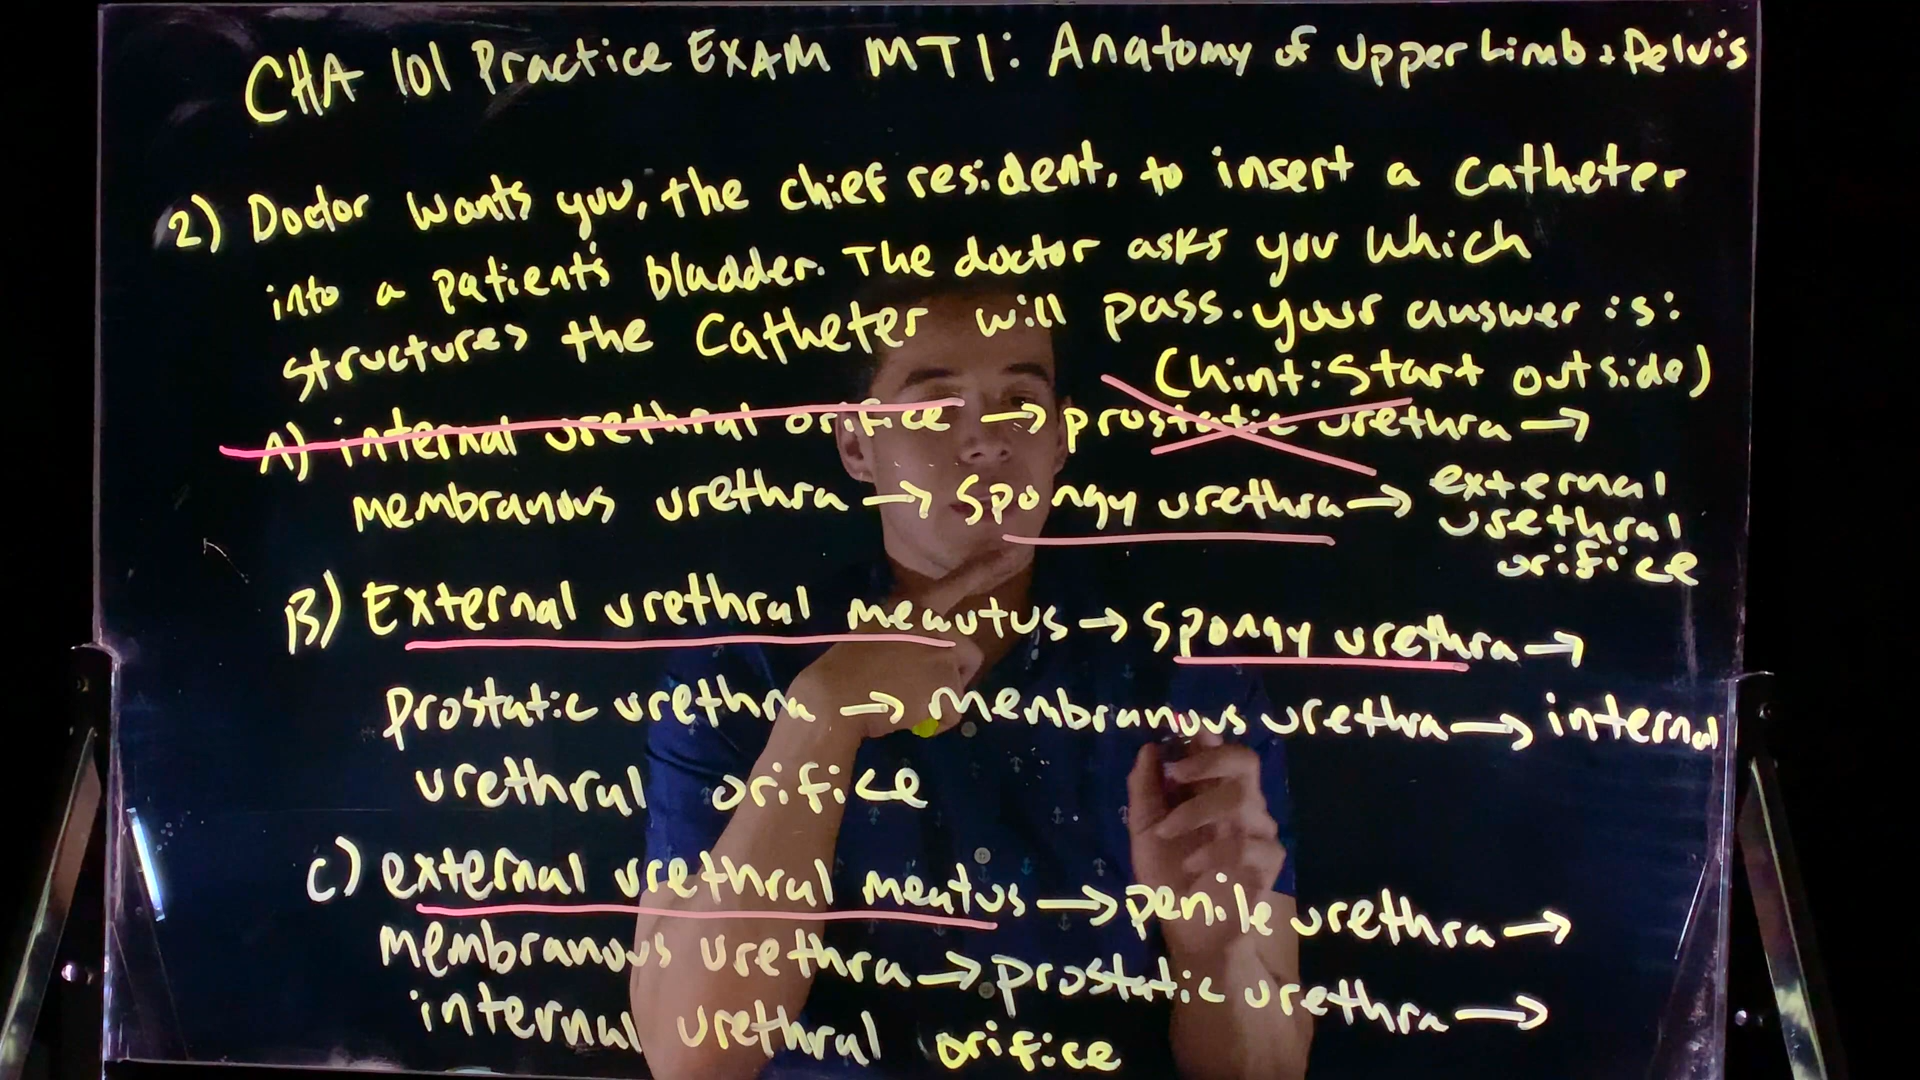 CHA 101 Practice EXAM MT1: Anatomy of Upper Limb + Pelvis
2) Doctor wants you, the chief resident, to insert a catheter
into a patient's bladder. The doctor asks you which
structures the catheter will pass. your answer is:
(hint: Start outside)
A) internal urethral orifice → prostatic urethra →
membranous urethra → spongy urethra → external
urethral
orifice
B) External urethral meautus → spongy urethra →
prostatic urethra → membranous urethra → internal
urethral orifice
C) external urethral meatus → penile urethra →
membranous urethra → prostatic urethra →
internal urethral orifice